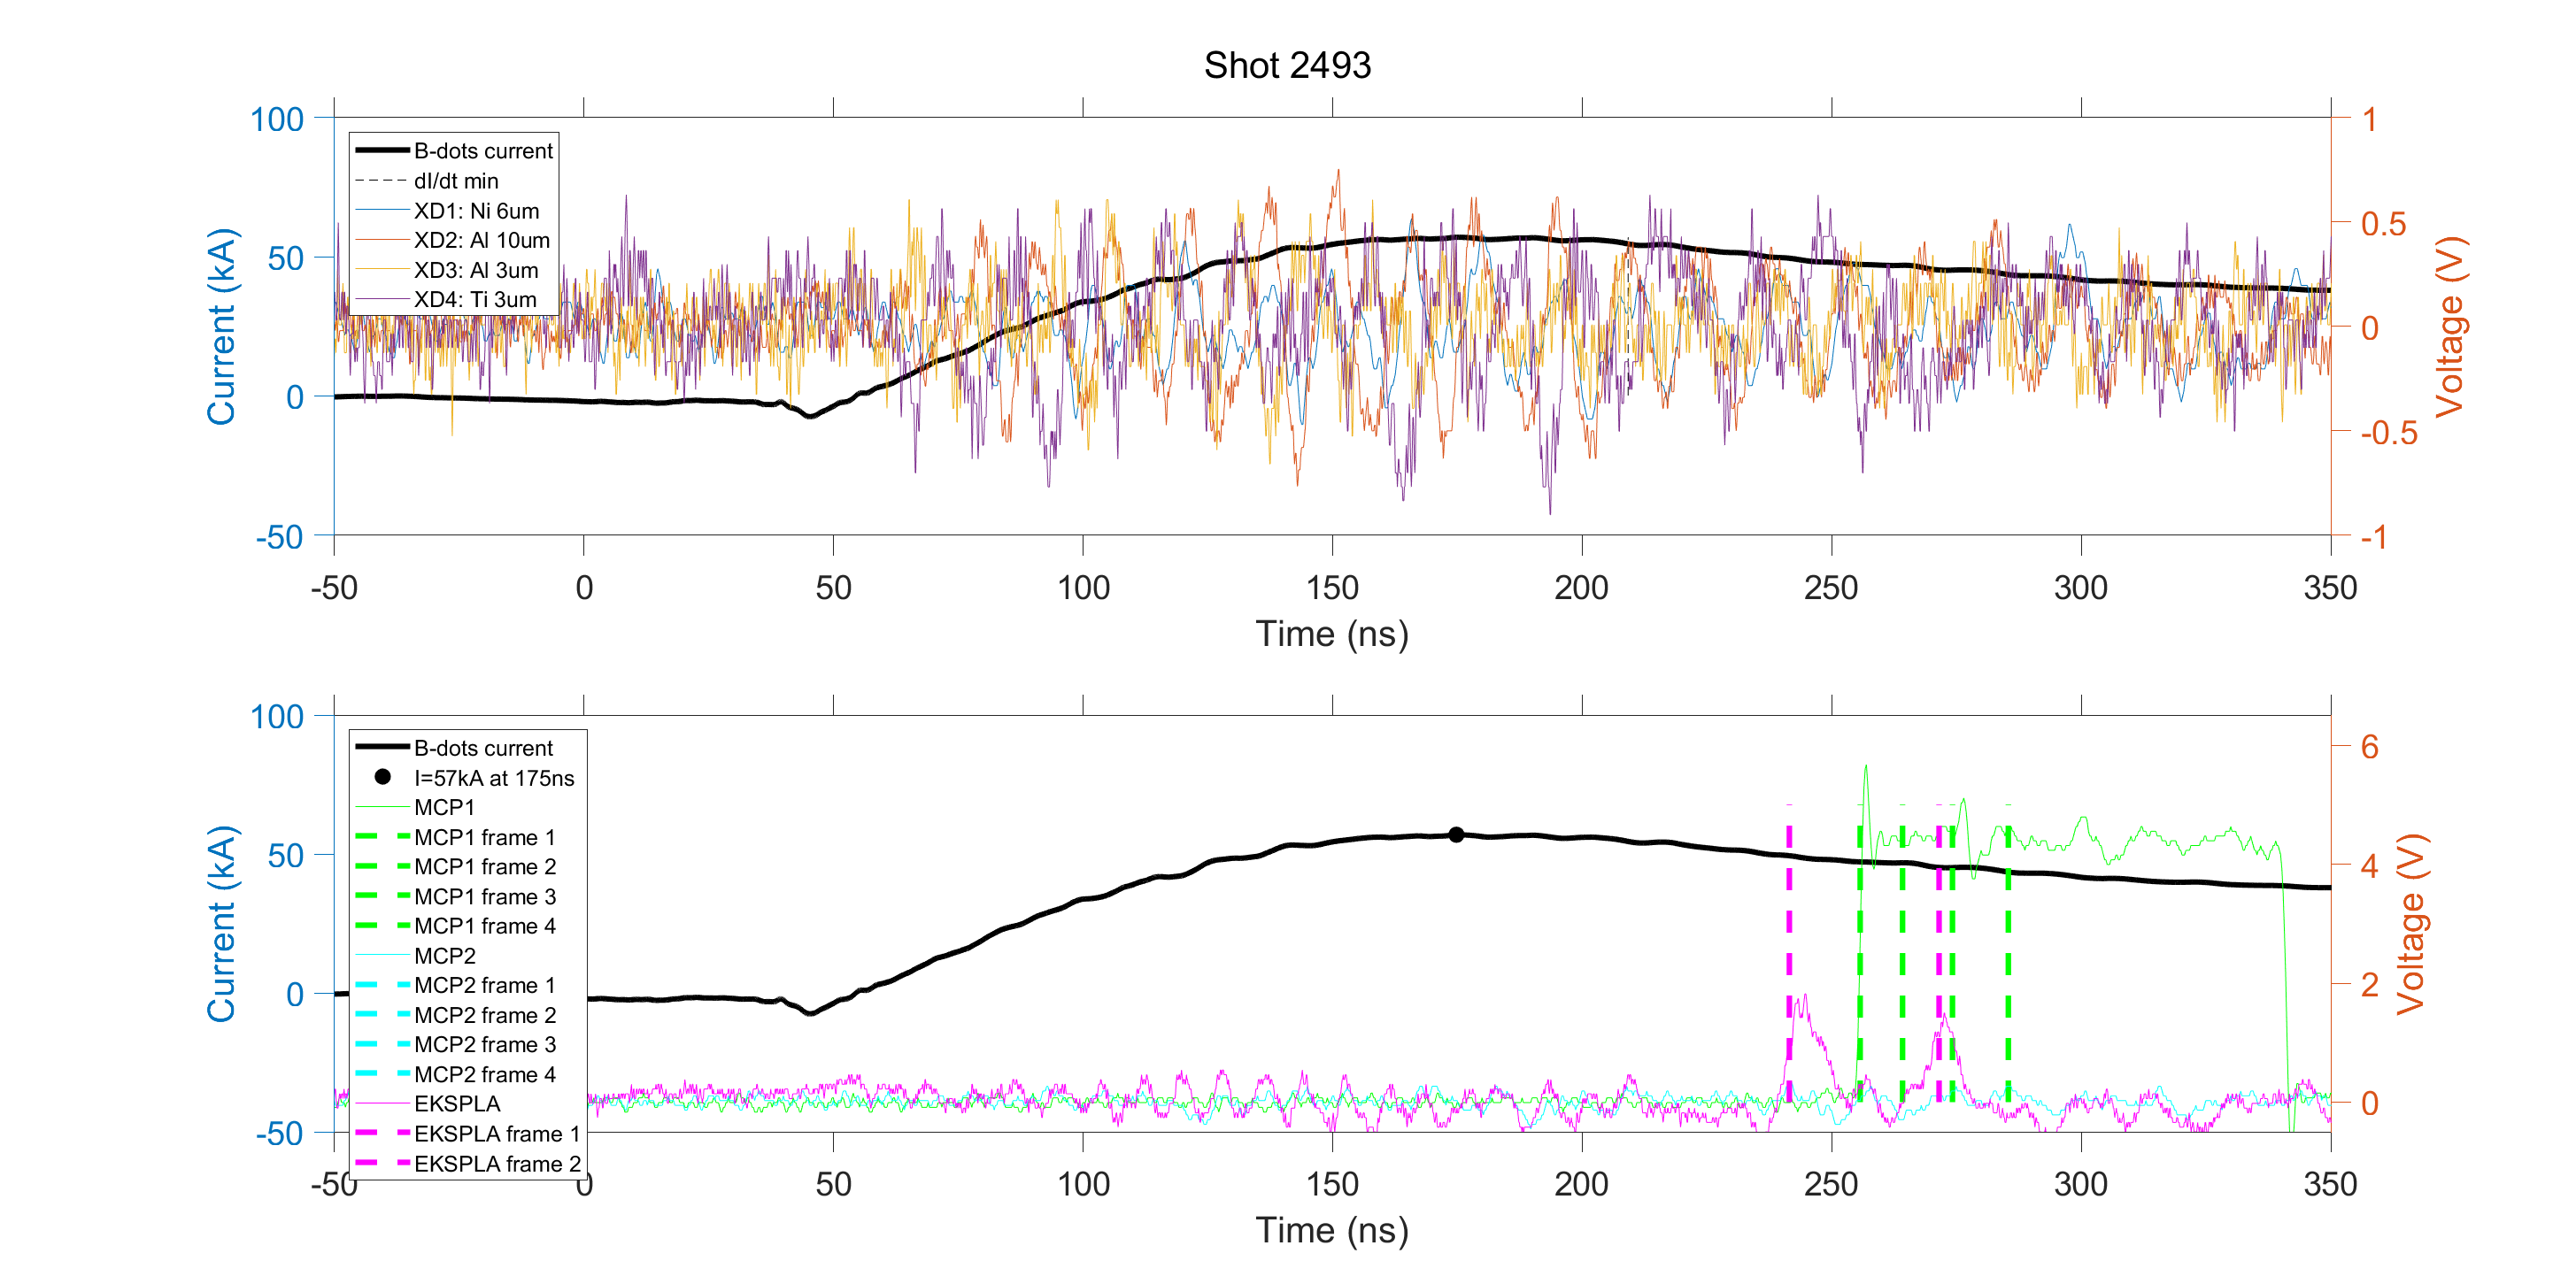 Shot 2493
100
50
0
-50
Current (kA)
1
0.5
0
-0.5
-1
Voltage (V)
B-dots current
dI/dt min
XD1: Ni 6um
XD2: Al 10um
XD3: Al 3um
XD4: Ti 3um
-50 0 50 100 150 200 250 300 350
Time (ns)
100
50
0
-50
Current (kA)
6
4
2
0
Voltage (V)
B-dots current
I=57kA at 175ns
MCP1
MCP1 frame 1
MCP1 frame 2
MCP1 frame 3
MCP1 frame 4
MCP2
MCP2 frame 1
MCP2 frame 2
MCP2 frame 3
MCP2 frame 4
EKSPLA
EKSPLA frame 1
EKSPLA frame 2
-50 0 50 100 150 200 250 300 350
Time (ns)